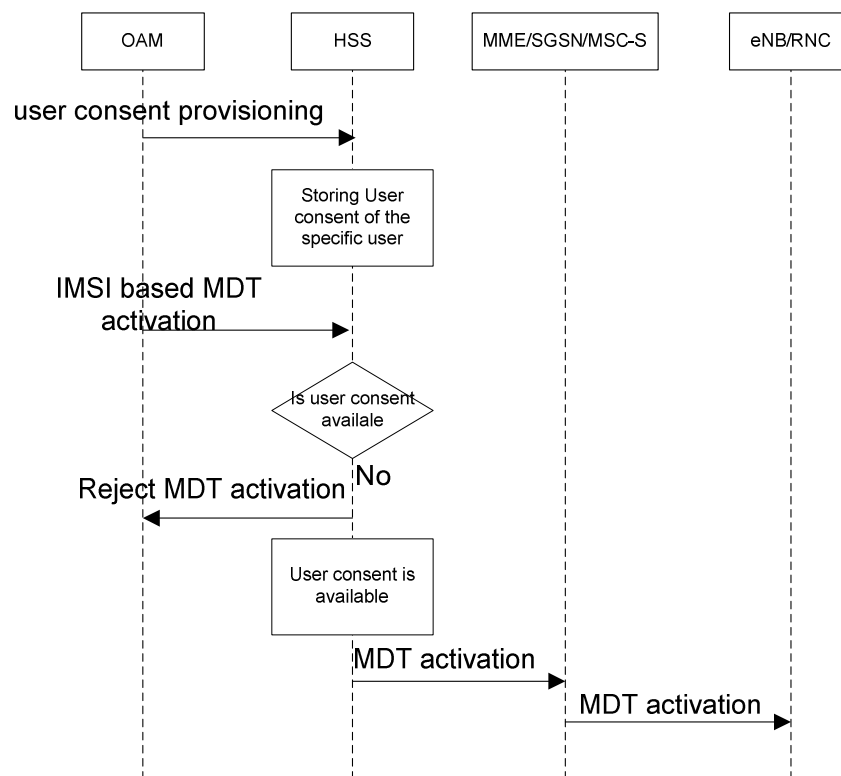 OAM
HSS
MME/SGSN/MSC-S
eNB/RNC
user consent provisioning
Storing User
consent of the
specific user
IMSI based MDT
activation
Is user consent
availale
No
Reject MDT activation
User consent is
available
MDT activation
MDT activation